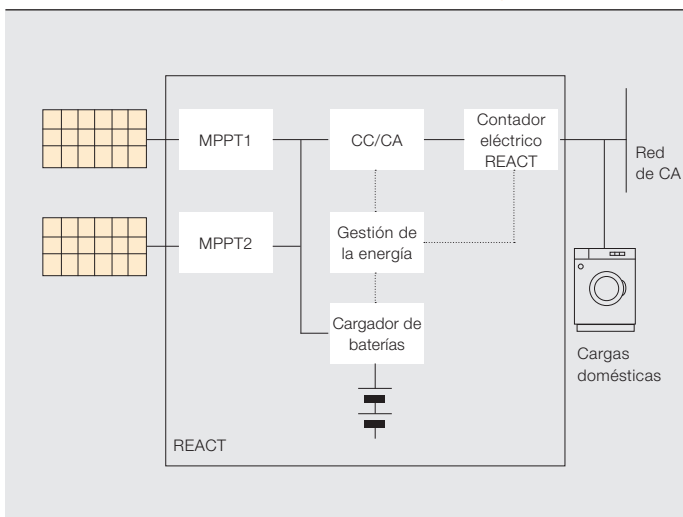 MPPT1
CC/CA
Contador
eléctrico
REACT
Red
de CA
MPPT2
Gestión de
la energía
Cargador de
baterías
Cargas
domésticas
REACT